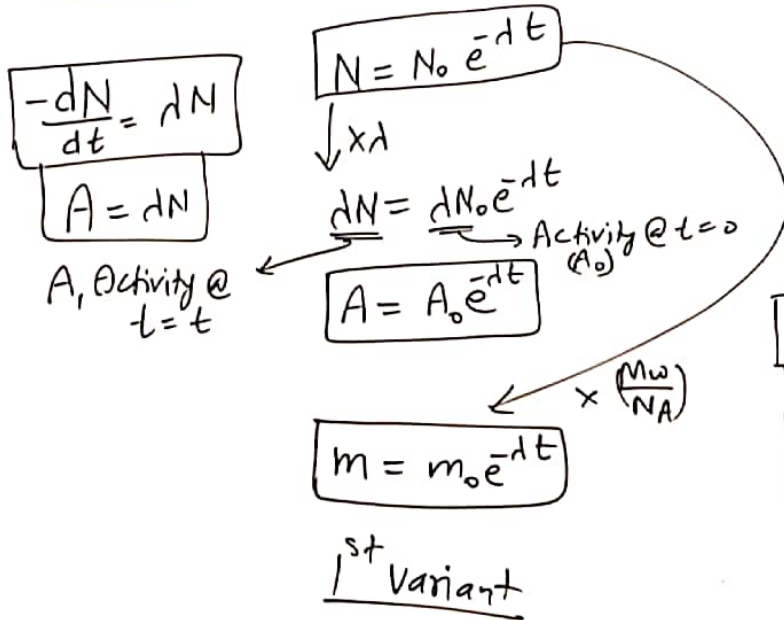 -dN/dt = λN
A = λN
A, Activity @
t = t
N = N₀ e^-λt
↓ ×λ
λN = λN₀ e^-λt
→ Activity @ t=0
(A₀)
A = A₀ e^-λt
× (Mw/NA)
m = m₀ e^-λt
1st Variant